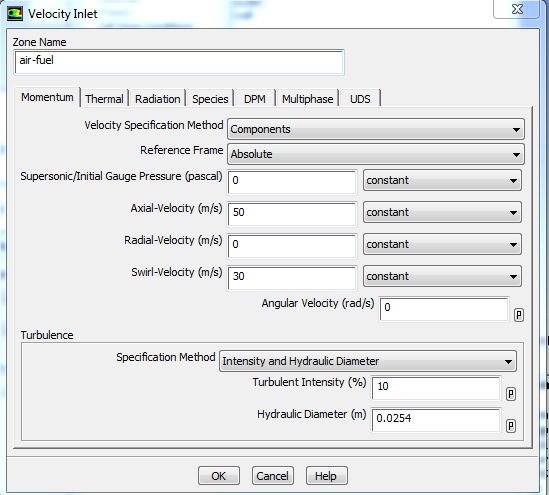 Velocity Inlet
Zone Name
air-fuel
Momentum Thermal Radiation Species DPM Multiphase UDS
Velocity Specification Method Components
Reference Frame Absolute
Supersonic/Initial Gauge Pressure (pascal) 0 constant
Axial-Velocity (m/s) 50 constant
Radial-Velocity (m/s) 0 constant
Swirl-Velocity (m/s) 30 constant
Angular Velocity (rad/s) 0 P
Turbulence
Specification Method Intensity and Hydraulic Diameter
Turbulent Intensity (%) 10 P
Hydraulic Diameter (m) 0.0254 P
OK Cancel Help